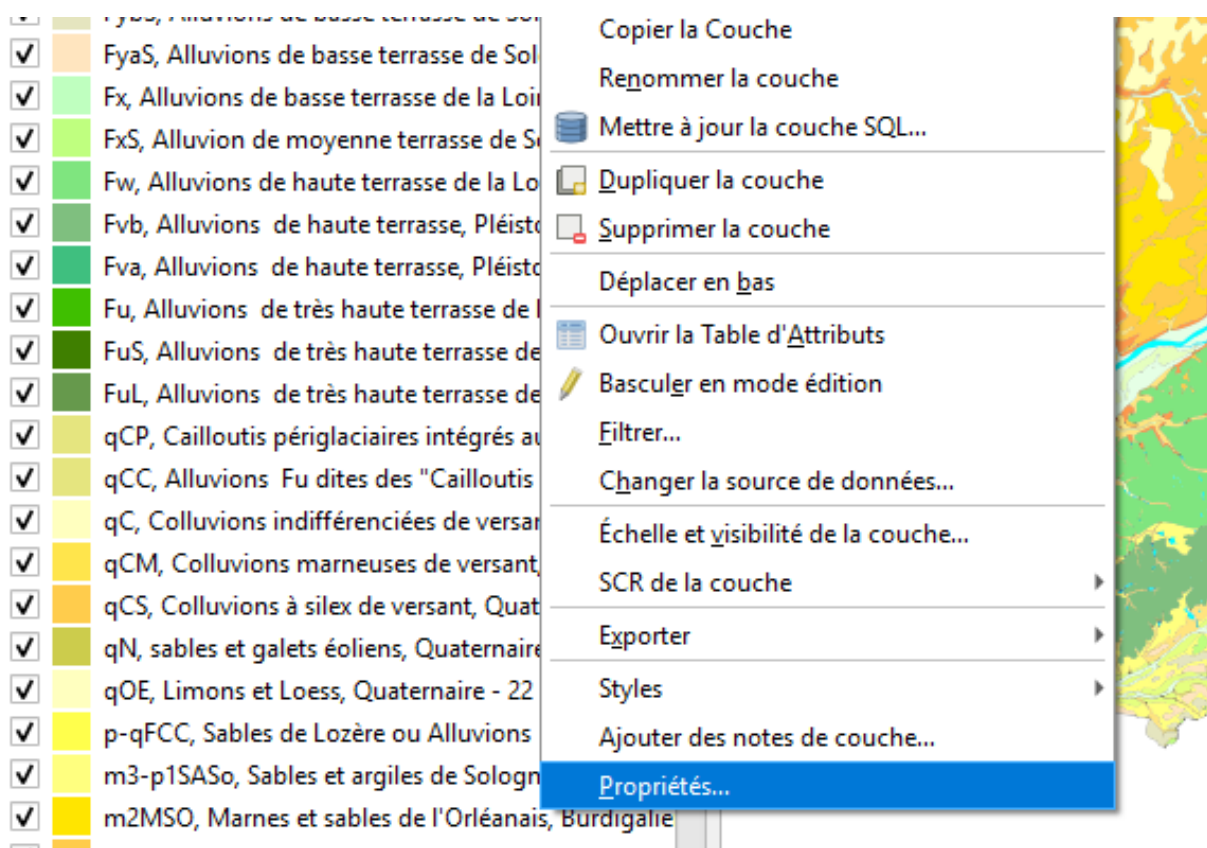 FybS, Alluvions de basse terrasse de Sol
FyaS, Alluvions de basse terrasse de Sol
Fx, Alluvions de basse terrasse de la Loi
FxS, Alluvion de moyenne terrasse de S
Fw, Alluvions de haute terrasse de la Lo
Fvb, Alluvions  de haute terrasse, Pléisto
Fva, Alluvions  de haute terrasse, Pléisto
Fu, Alluvions  de très haute terrasse de l
FuS, Alluvions  de très haute terrasse de
FuL, Alluvions  de très haute terrasse de
qCP, Cailloutis périglaciaires intégrés au
qCC, Alluvions  Fu dites des "Cailloutis
qC, Colluvions indifférenciées de versan
qCM, Colluvions marneuses de versant,
qCS, Colluvions à silex de versant, Quat
qN, sables et galets éoliens, Quaternaire
qOE, Limons et Loess, Quaternaire - 22
p-qFCC, Sables de Lozère ou Alluvions
m3-p1SASo, Sables et argiles de Sologn
m2MSO, Marnes et sables de l'Orléanais, Burdigalie
Copier la Couche
Renommer la couche
Mettre à jour la couche SQL...
Dupliquer la couche
Supprimer la couche
Déplacer en bas
Ouvrir la Table d'Attributs
Basculer en mode édition
Filtrer...
Changer la source de données...
Échelle et visibilité de la couche...
SCR de la couche
Exporter
Styles
Ajouter des notes de couche...
Propriétés...